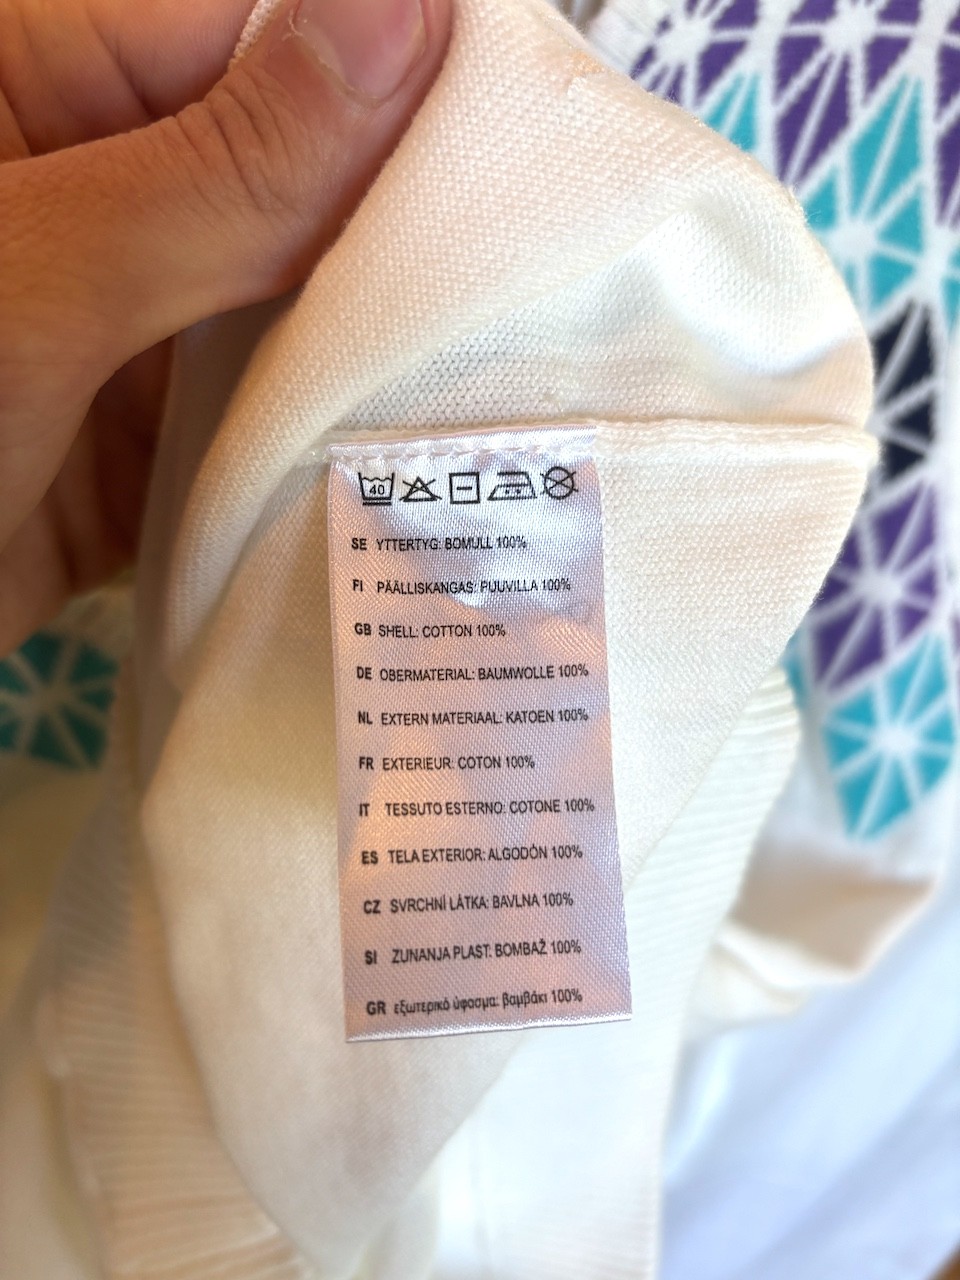 40
SE YTTERTYG: BOMULL 100%
FI PÄÄLLISKANGAS: PUUVILLA 100%
GB SHELL: COTTON 100%
DE OBERMATERIAL: BAUMWOLLE 100%
NL EXTERN MATERIAAL: KATOEN 100%
FR EXTERIEUR: COTON 100%
IT TESSUTO ESTERNO: COTONE 100%
ES TELA EXTERIOR: ALGODÓN 100%
CZ SVRCHNÍ LÁTKA: BAVLNA 100%
SI ZUNANJA PLAST: BOMBAŽ 100%
GR εξωτερικό ύφασμα: βαμβάκι 100%